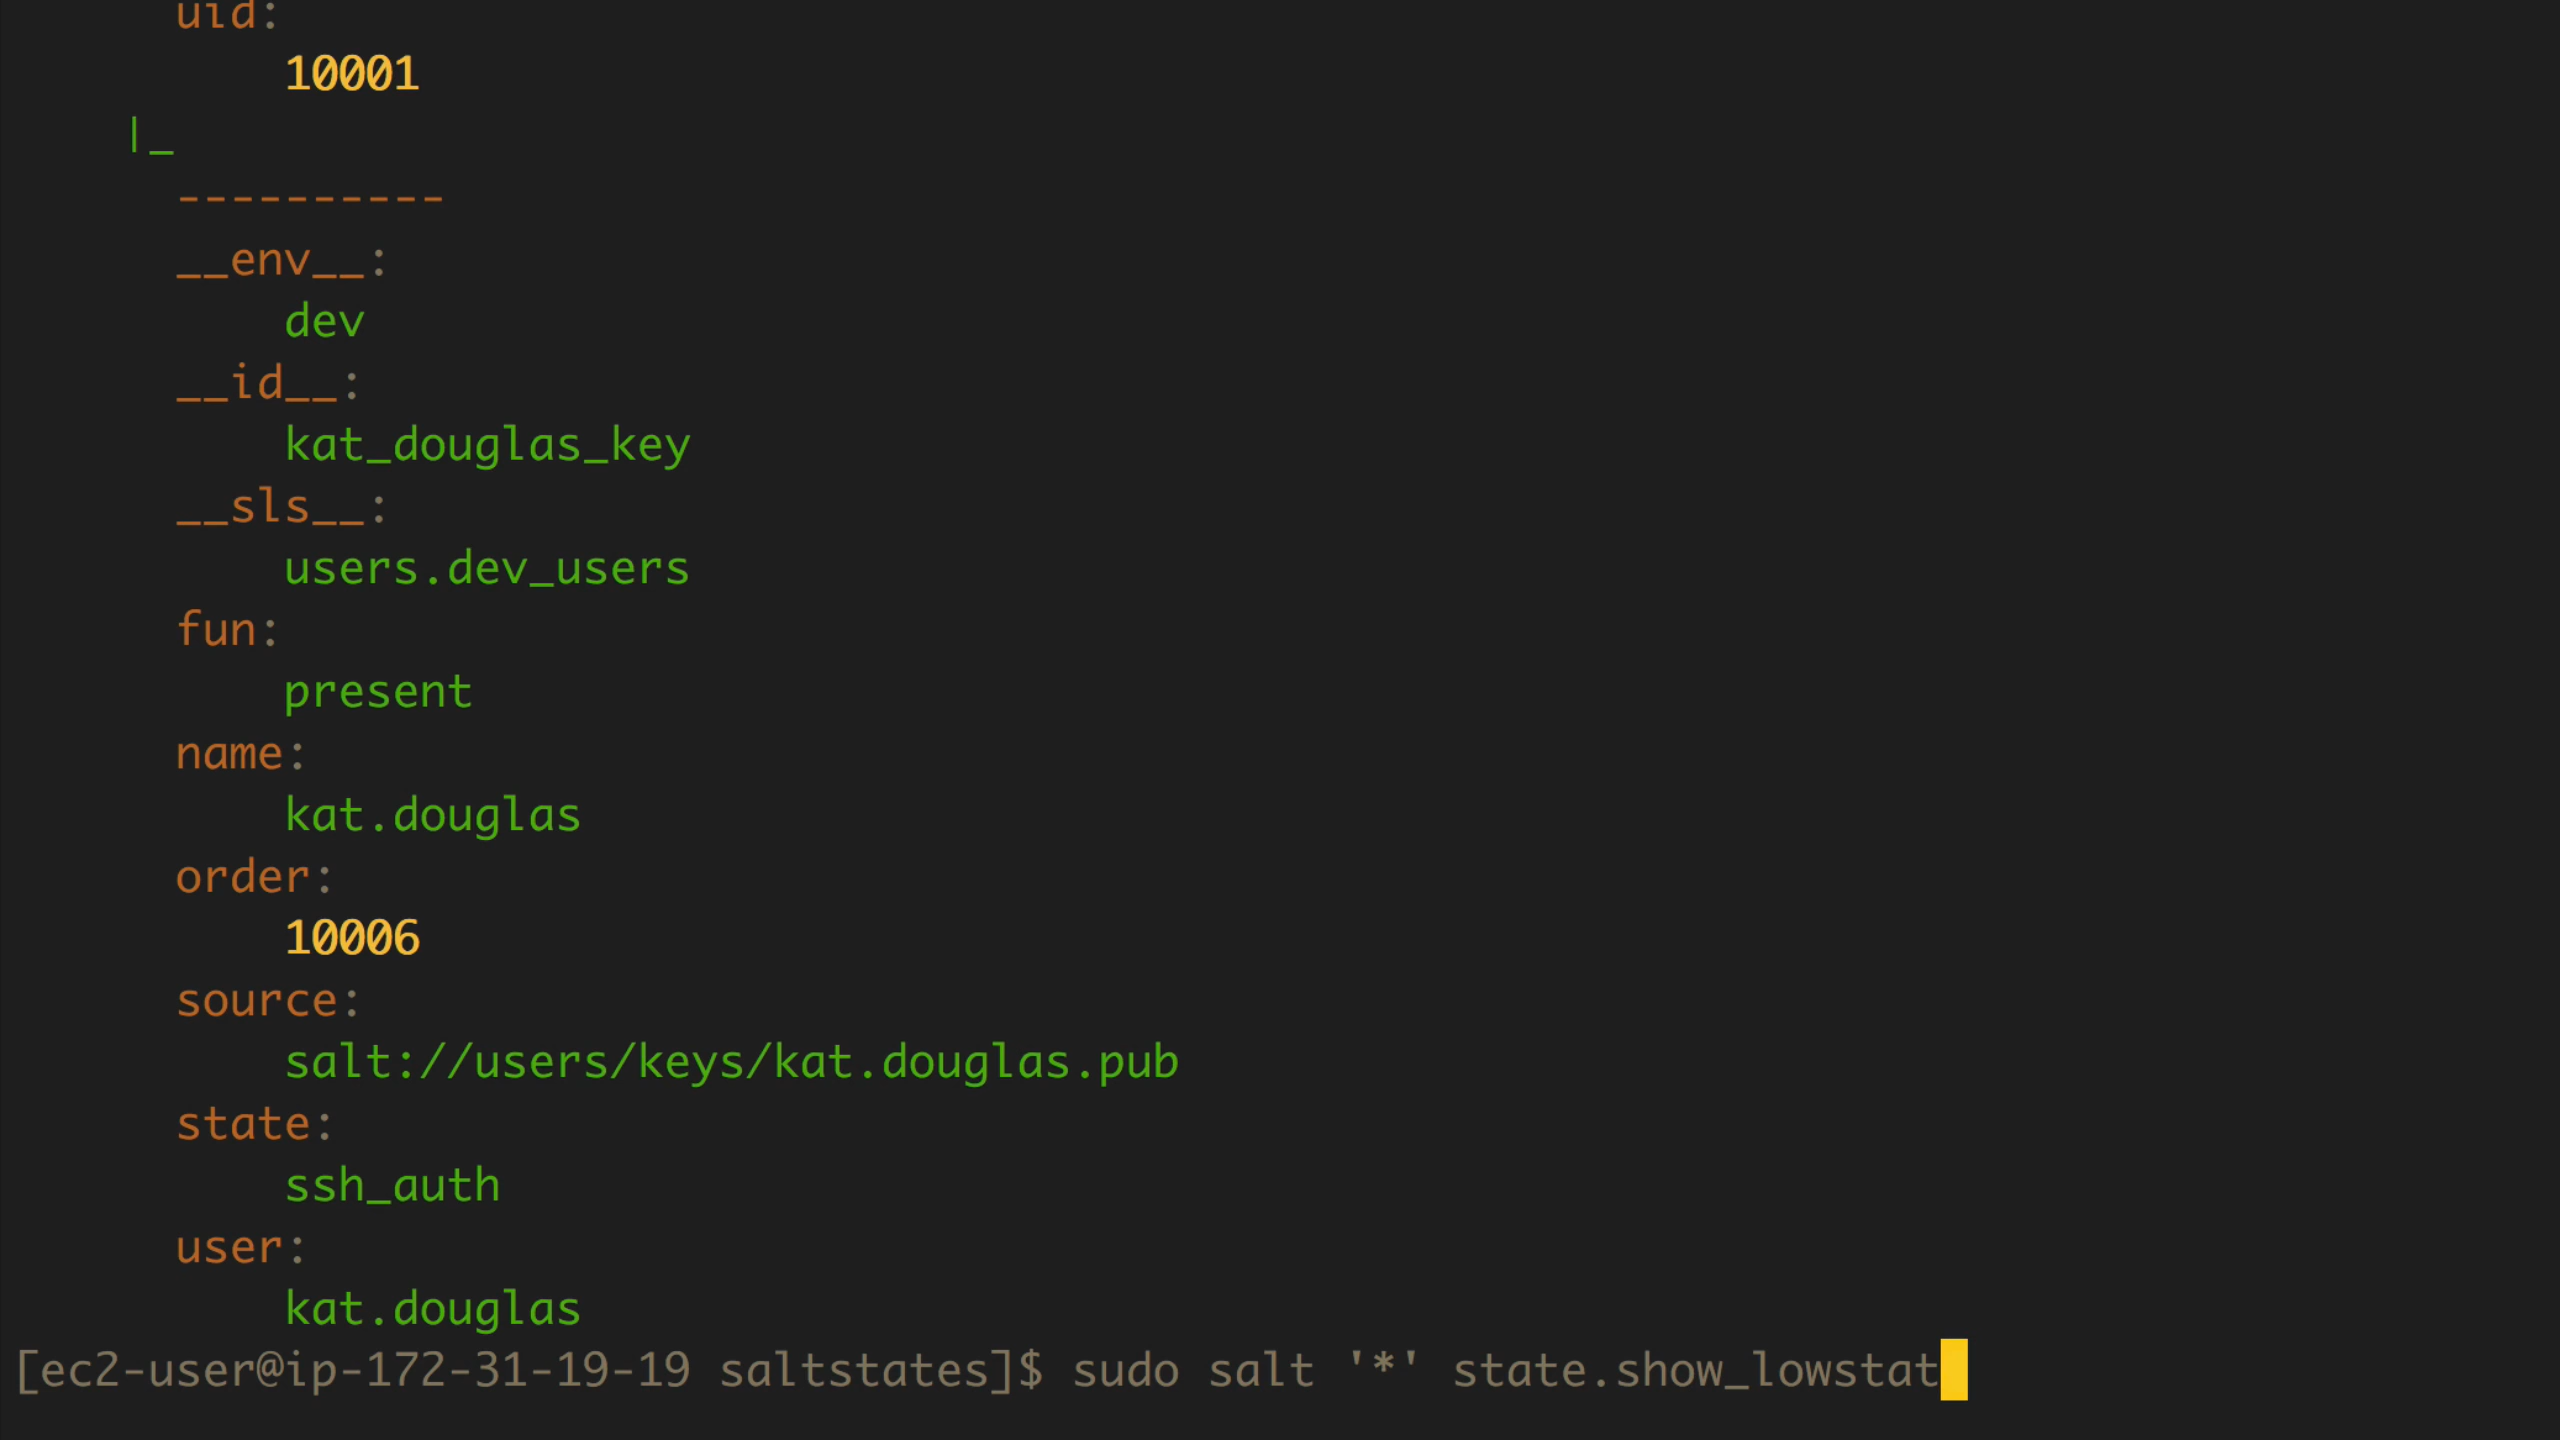 uid:
10001
|_
----------
__env__:
dev
__id__:
kat_douglas_key
__sls__:
users.dev_users
fun:
present
name:
kat.douglas
order:
10006
source:
salt://users/keys/kat.douglas.pub
state:
ssh_auth
user:
kat.douglas
[ec2-user@ip-172-31-19-19 saltstates]$ sudo salt '*' state.show_lowstat